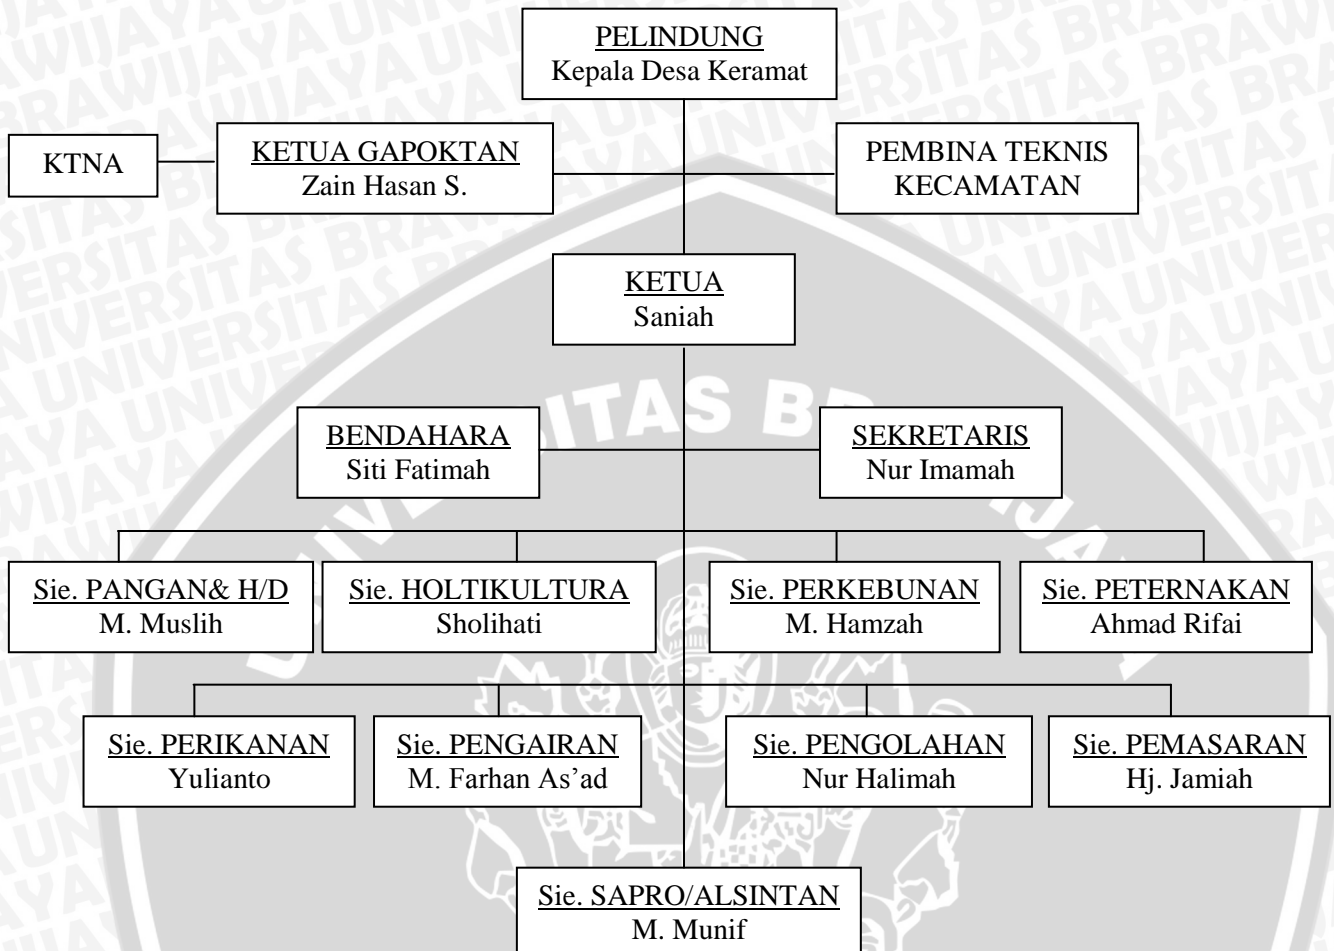 PELINDUNG
Kepala Desa Keramat
KTNA
KETUA GAPOKTAN
Zain Hasan S.
PEMBINA TEKNIS
KECAMATAN
KETUA
Saniah
BENDAHARA
Siti Fatimah
SEKRETARIS
Nur Imamah
Sie. PANGAN& H/D
M. Muslih
Sie. HOLTIKULTURA
Sholihati
Sie. PERKEBUNAN
M. Hamzah
Sie. PETERNAKAN
Ahmad Rifai
Sie. PERIKANAN
Yulianto
Sie. PENGAIRAN
M. Farhan As’ad
Sie. PENGOLAHAN
Nur Halimah
Sie. PEMASARAN
Hj. Jamiah
Sie. SAPRO/ALSINTAN
M. Munif